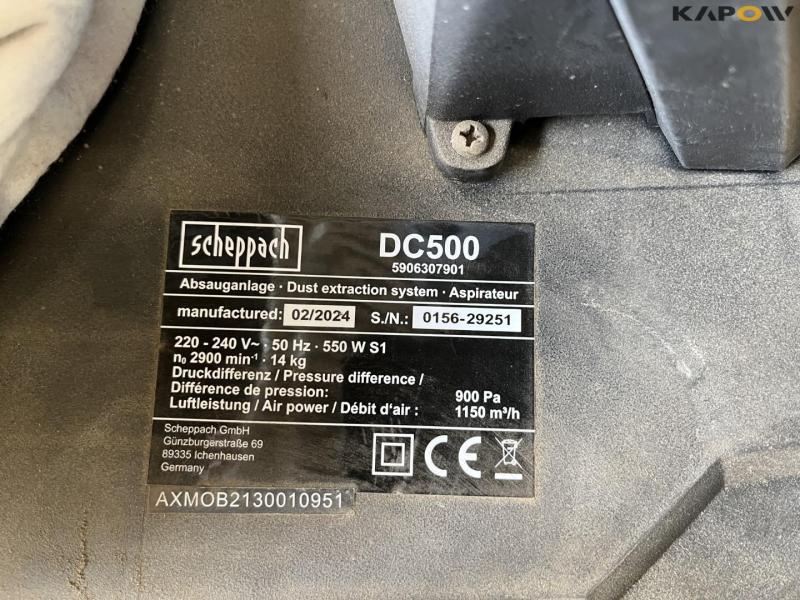 KAPOW
scheppach
DC500
5906307901
Absauganlage · Dust extraction system · Aspirateur
manufactured: 02/2024 S./N.: 0156-29251
220 - 240 V~ · 50 Hz · 550 W S1
n₀ 2900 min⁻¹ · 14 kg
Druckdifferenz / Pressure difference /
Différence de pression: 900 Pa
Luftleistung / Air power / Débit d'air : 1150 m³/h
Scheppach GmbH
Günzburgerstraße 69
89335 Ichenhausen
Germany
CE
AXMOB2130010951